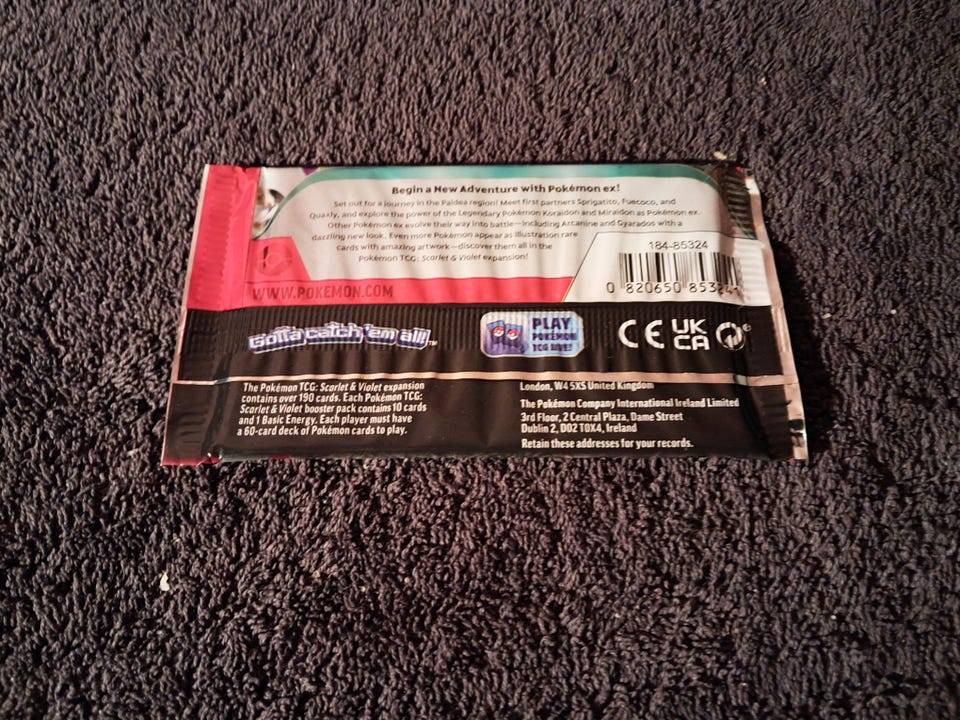 Begin a New Adventure with Pokémon ex!
Set out for a journey in the Paldea region! Meet first partners Sprigatito, Fuecoco, and
Quaxly, and explore the power of the Legendary Pokémon Koraidon and Miraidon as Pokémon ex.
Other Pokémon ex evolve their way into battle—including Arcanine and Gyarados with a
dazzling new look. Even more Pokémon appear as illustration rare
cards with amazing artwork—discover them all in the
Pokémon TCG: Scarlet & Violet expansion!
184-85324
0 820650 85324
WWW.POKEMON.COM
Gotta catch 'em all!™
PLAY
POKÉMON
TCG LIVE!
CE
UK
CA
®
The Pokémon TCG: Scarlet & Violet expansion
contains over 190 cards. Each Pokémon TCG:
Scarlet & Violet booster pack contains 10 cards
and 1 Basic Energy. Each player must have
a 60-card deck of Pokémon cards to play.
London, W4 5XS United Kingdom
The Pokémon Company International Ireland Limited
3rd Floor, 2 Central Plaza, Dame Street
Dublin 2, D02 T0X4, Ireland
Retain these addresses for your records.